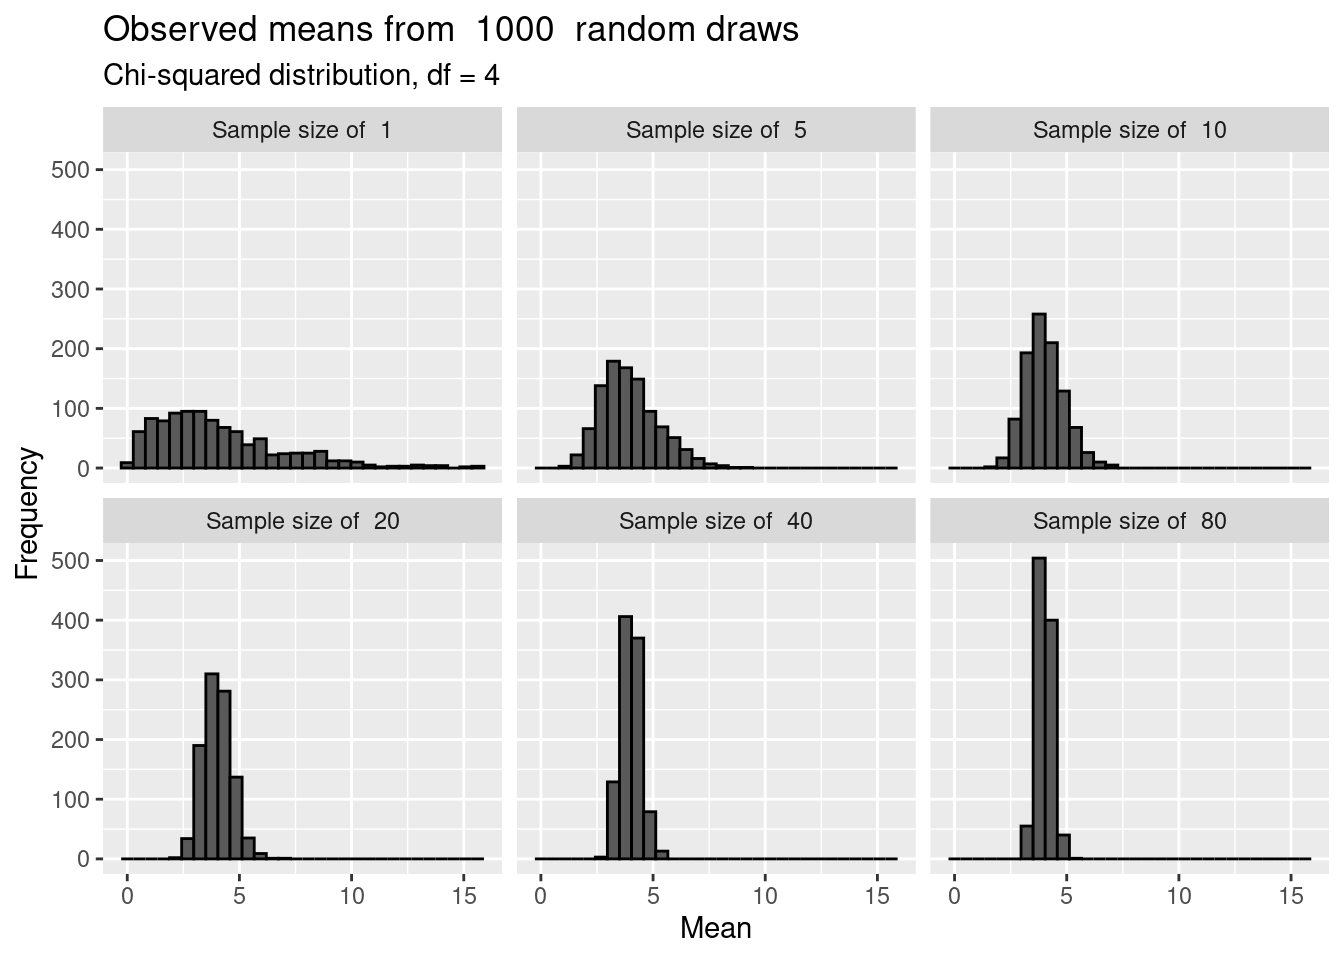 Observed means from  1000  random draws
Chi-squared distribution, df = 4
Sample size of  1
Sample size of  5
Sample size of  10
500
400
300
200
100
0
Frequency
Sample size of  20
Sample size of  40
Sample size of  80
500
400
300
200
100
0
0 5 10 15
0 5 10 15
0 5 10 15
Mean